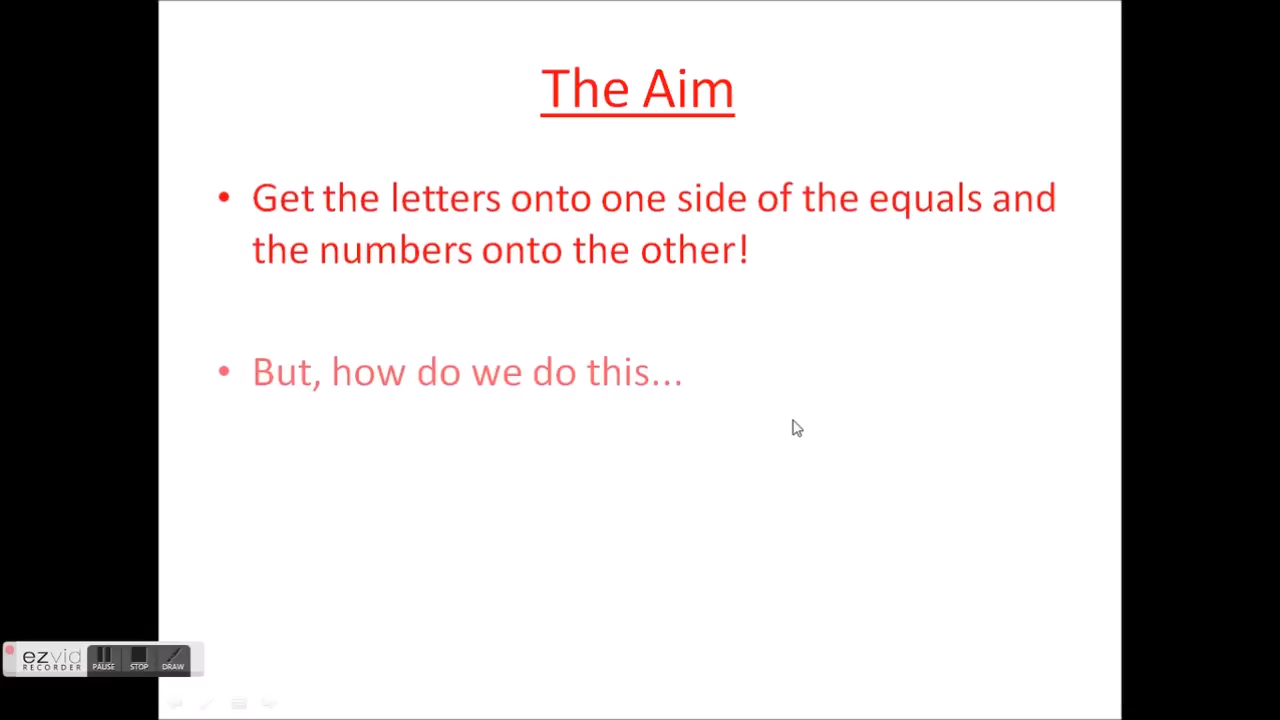 The Aim
• Get the letters onto one side of the equals and
the numbers onto the other!
• But, how do we do this...
ezvid
RECORDER
PAUSE STOP DRAW